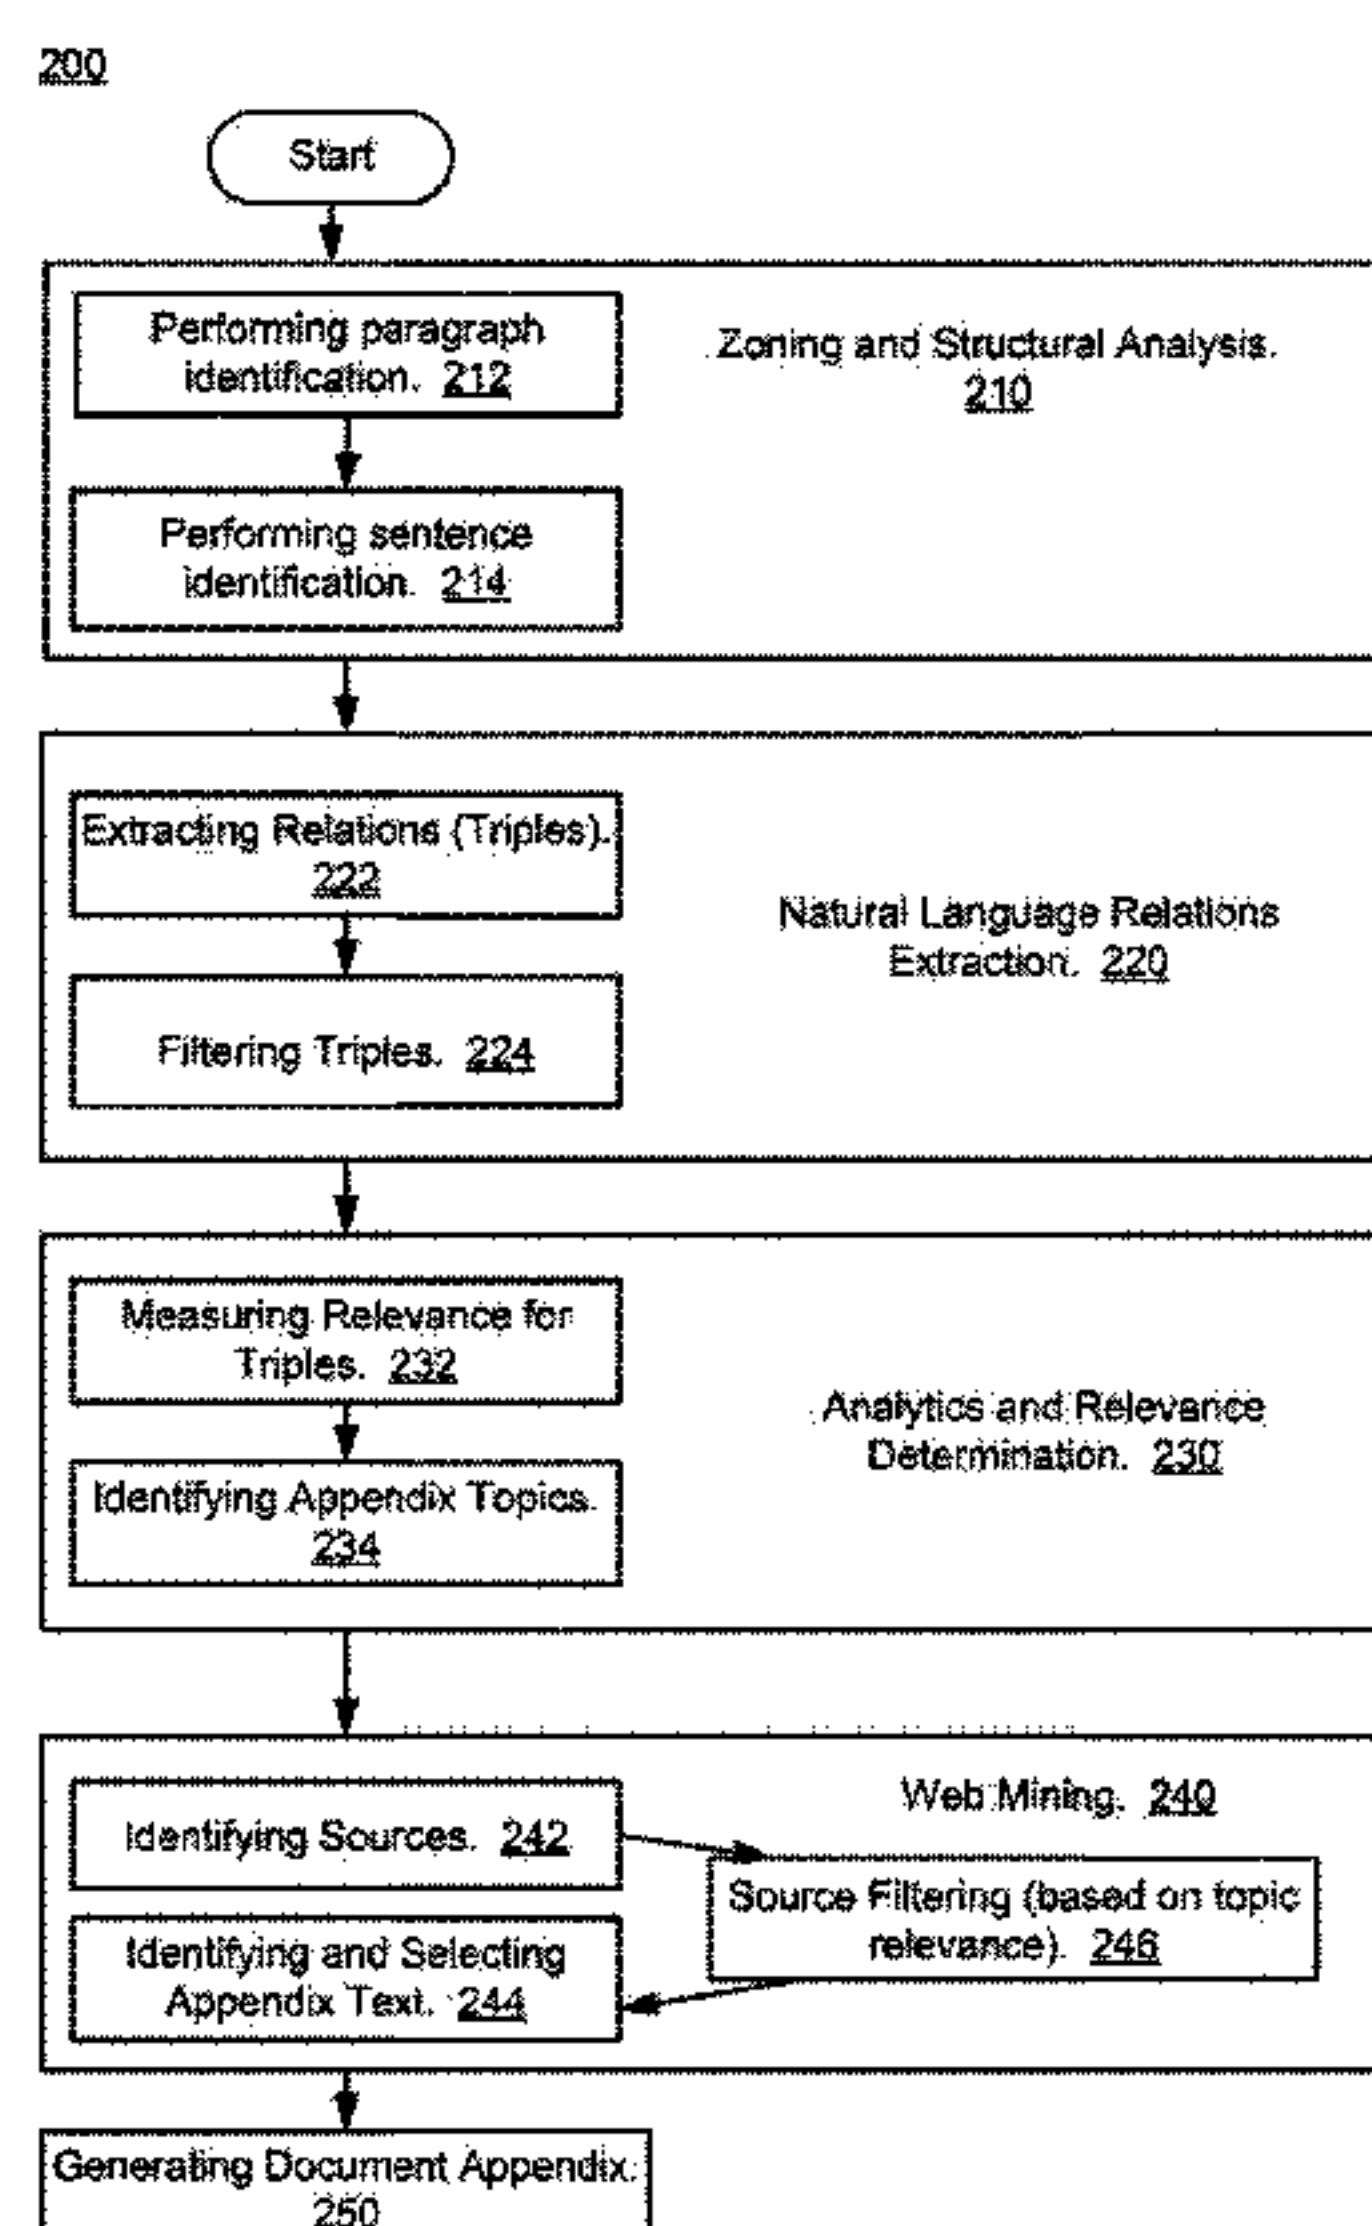 200
Start
Performing paragraph
identification. 212
Zoning and Structural Analysis.
210
Performing sentence
identification. 214
Extracting Relations (Triples).
222
Natural Language Relations
Extraction. 220
Filtering Triples. 224
Measuring Relevance for
Triples. 232
Analytics and Relevance
Determination. 230
Identifying Appendix Topics.
234
Web Mining. 240
Identifying Sources. 242
Source Filtering (based on topic
relevance). 246
Identifying and Selecting
Appendix Text. 244
Generating Document Appendix.
250